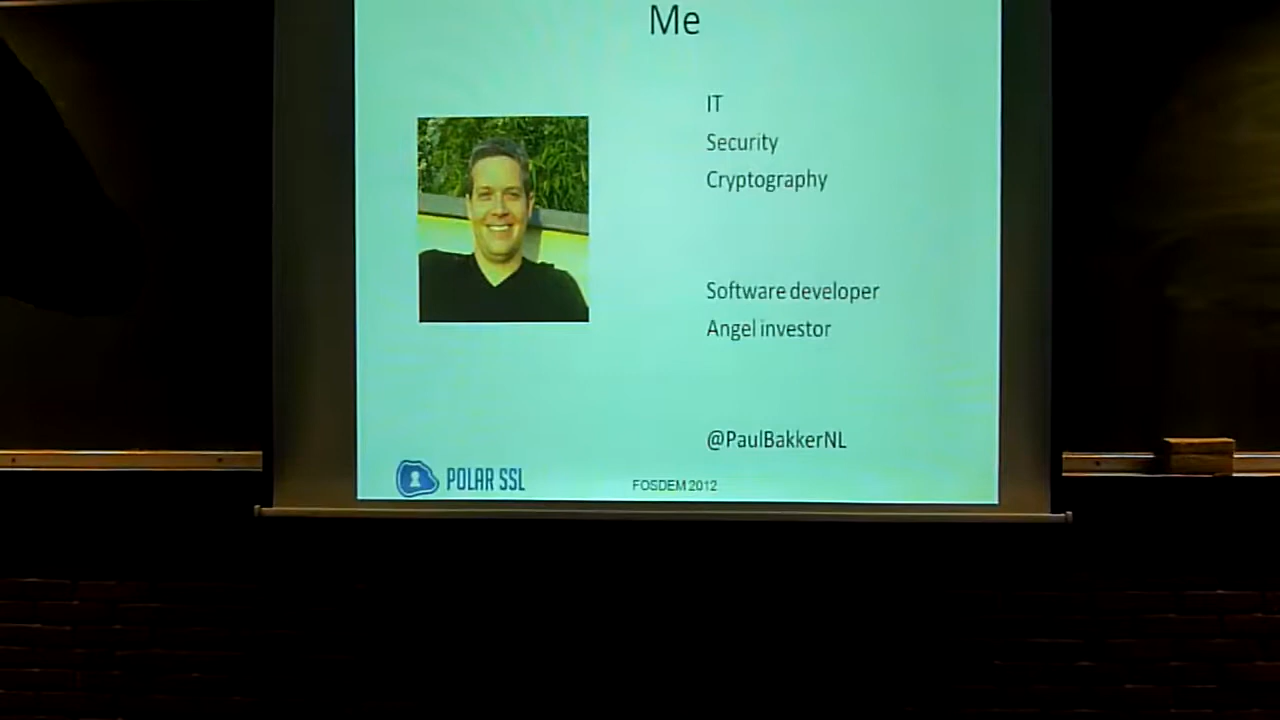 Me
IT
Security
Cryptography
Software developer
Angel investor
@PaulBakkerNL
POLAR SSL
FOSDEM 2012